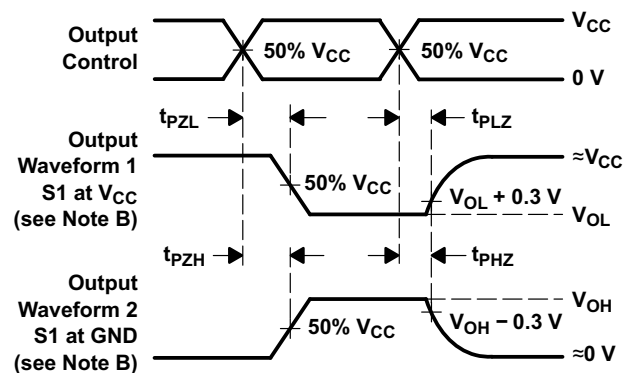 Output
Control
50% VCC
50% VCC
VCC
0 V
tPZL
tPLZ
Output
Waveform 1
S1 at VCC
(see Note B)
50% VCC
≈VCC
VOL + 0.3 V
VOL
tPZH
tPHZ
Output
Waveform 2
S1 at GND
(see Note B)
50% VCC
VOH
VOH − 0.3 V
≈0 V